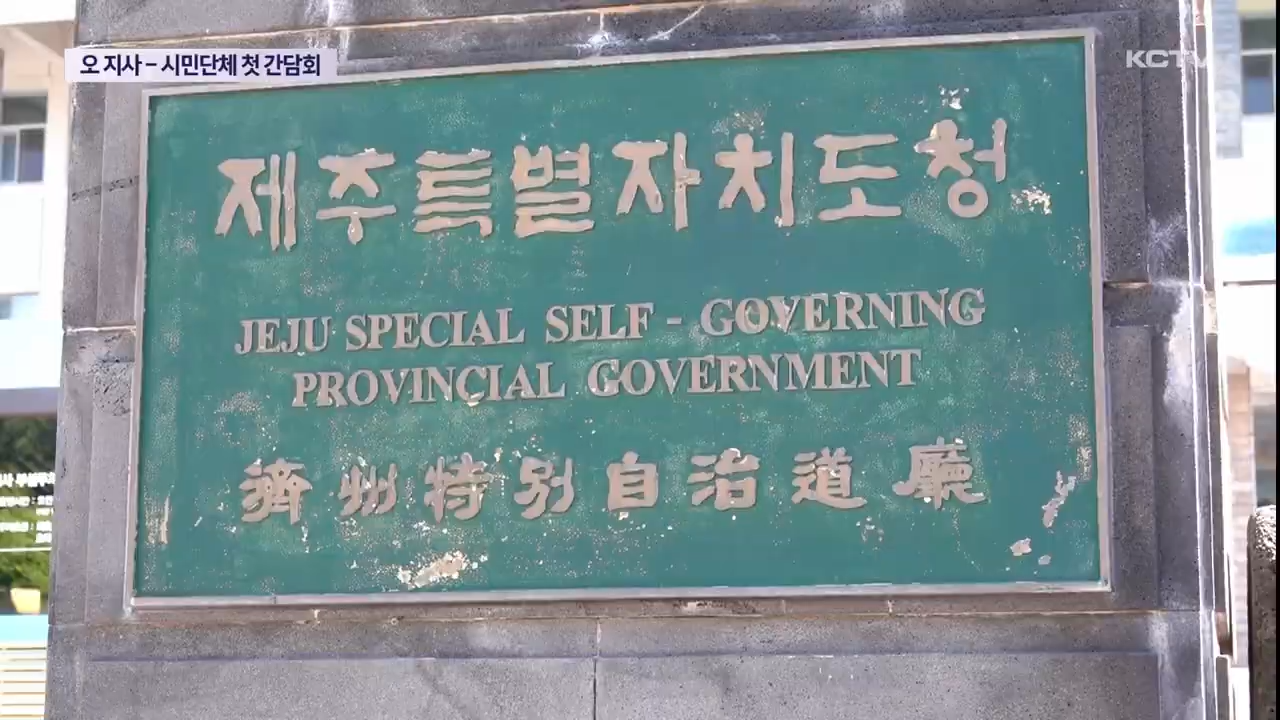 오 지사 – 시민단체 첫 간담회
KCTV
제주특별자치도청
JEJU SPECIAL SELF - GOVERNING
PROVINCIAL GOVERNMENT
濟州特別自治道廳